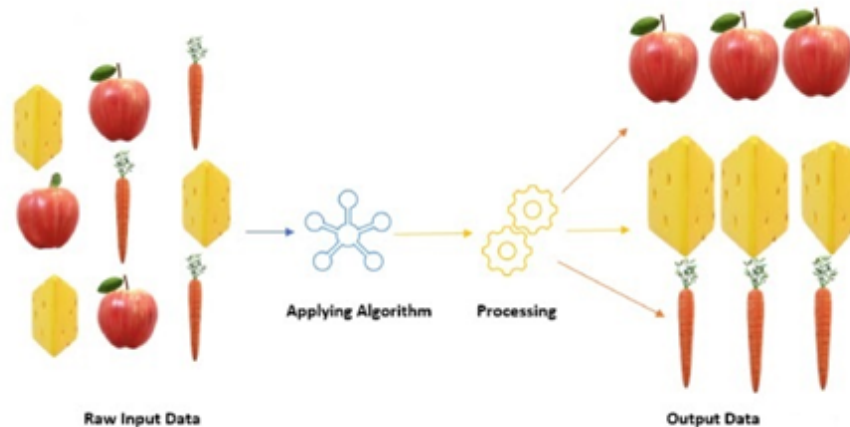 Applying Algorithm
Processing
Raw Input Data
Output Data